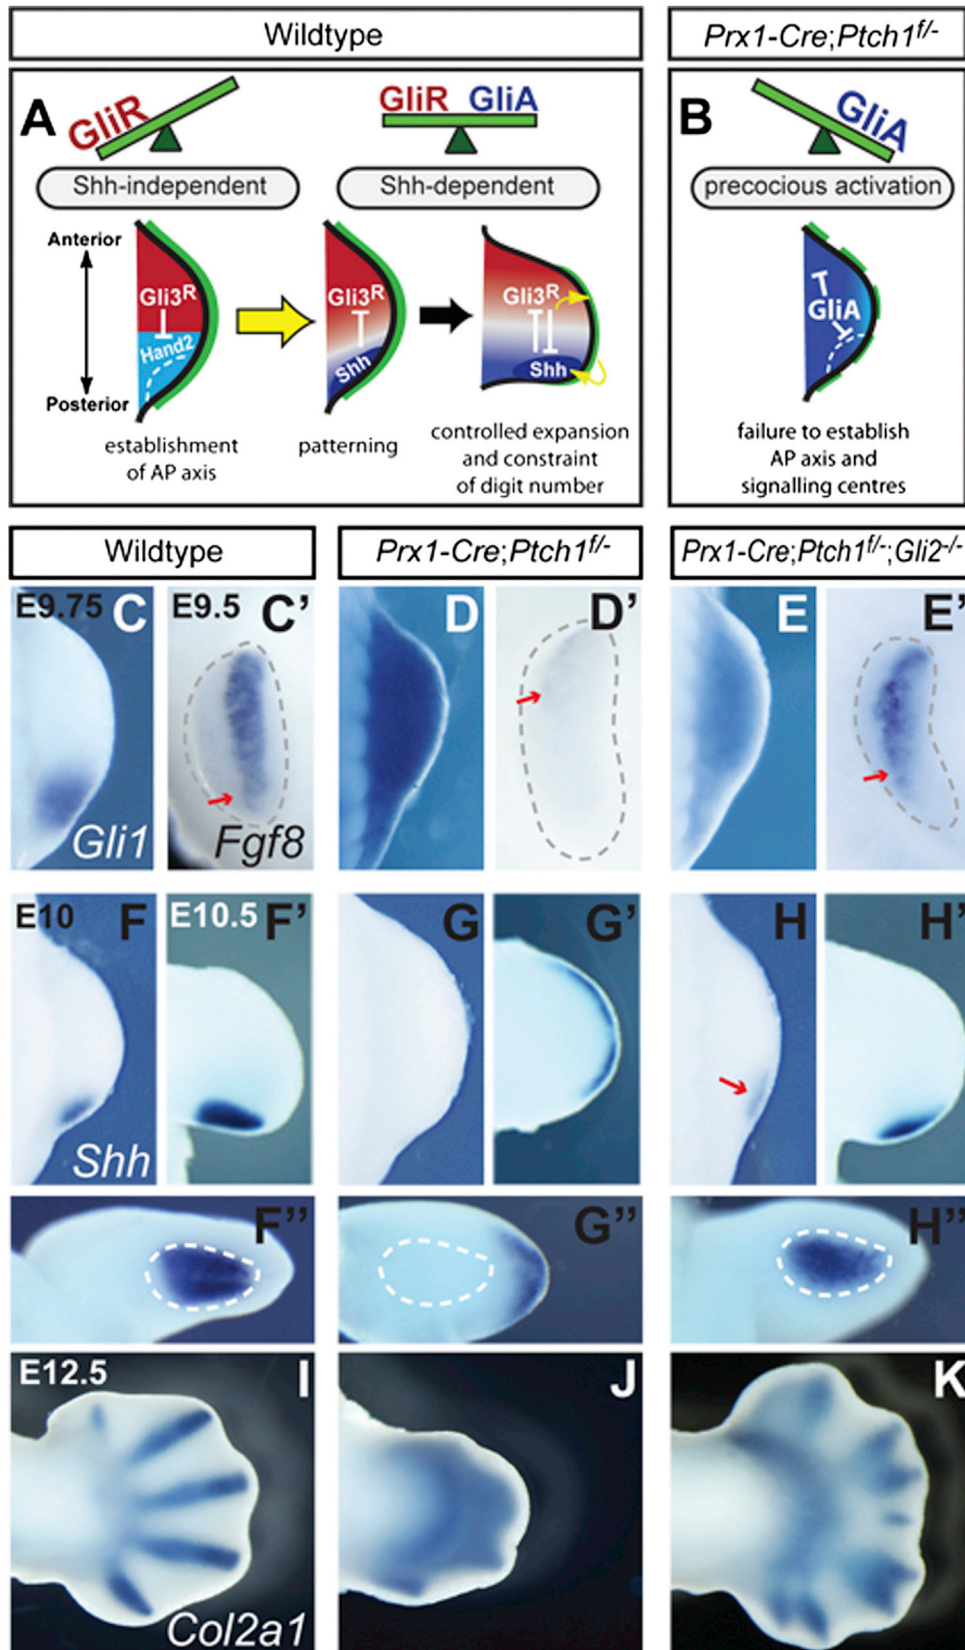 Wildtype
Prx1-Cre;Ptch1f/-
A
GliR
GliR GliA
B
GliA
Shh-independent
Shh-dependent
precocious activation
Anterior
Posterior
Gli3R
Hand2
Gli3R
Shh
Gli3R
Shh
GliA
establishment
of AP axis
patterning
controlled expansion
and constraint
of digit number
failure to establish
AP axis and
signalling centres
Wildtype
Prx1-Cre;Ptch1f/-
Prx1-Cre;Ptch1f/-;Gli2-/-
E9.75 C
E9.5 C’
D
D’
E
E’
Gli1
Fgf8
E10 F
E10.5 F’
G
G’
H
H’
Shh
F”
G”
H”
E12.5 I
J
K
Col2a1